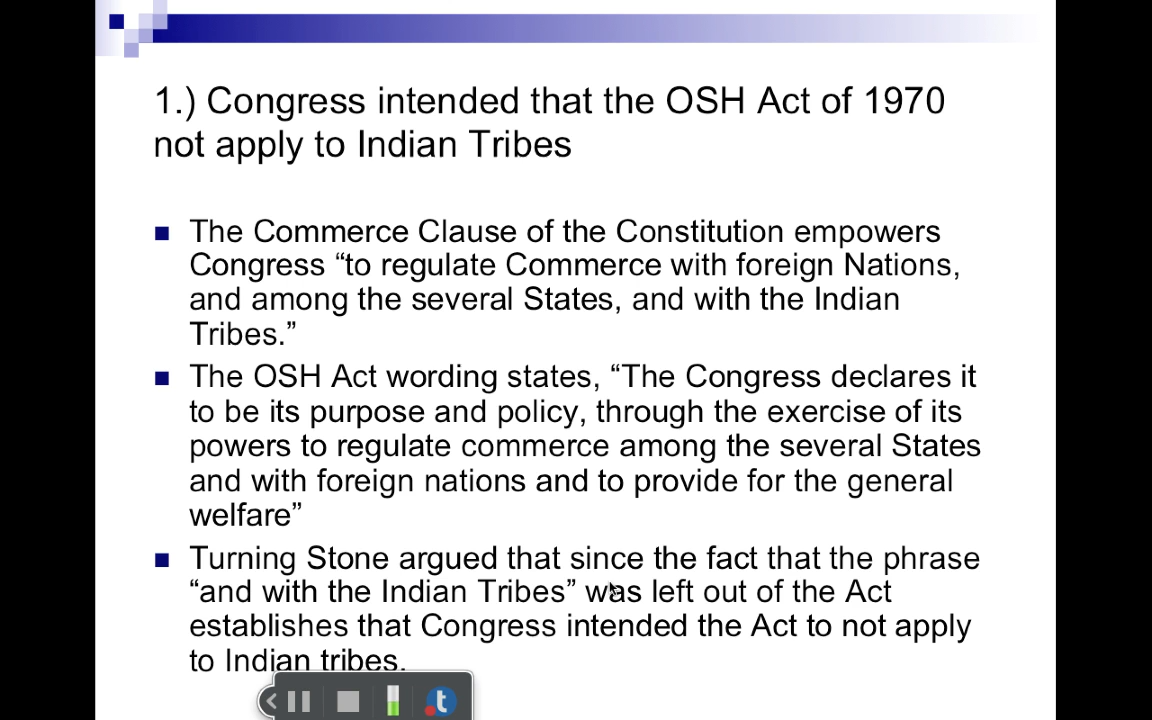 1.) Congress intended that the OSH Act of 1970
not apply to Indian Tribes
The Commerce Clause of the Constitution empowers
Congress “to regulate Commerce with foreign Nations,
and among the several States, and with the Indian
Tribes.”
The OSH Act wording states, “The Congress declares it
to be its purpose and policy, through the exercise of its
powers to regulate commerce among the several States
and with foreign nations and to provide for the general
welfare”
Turning Stone argued that since the fact that the phrase
“and with the Indian Tribes” was left out of the Act
establishes that Congress intended the Act to not apply
to Indian tribes.
t